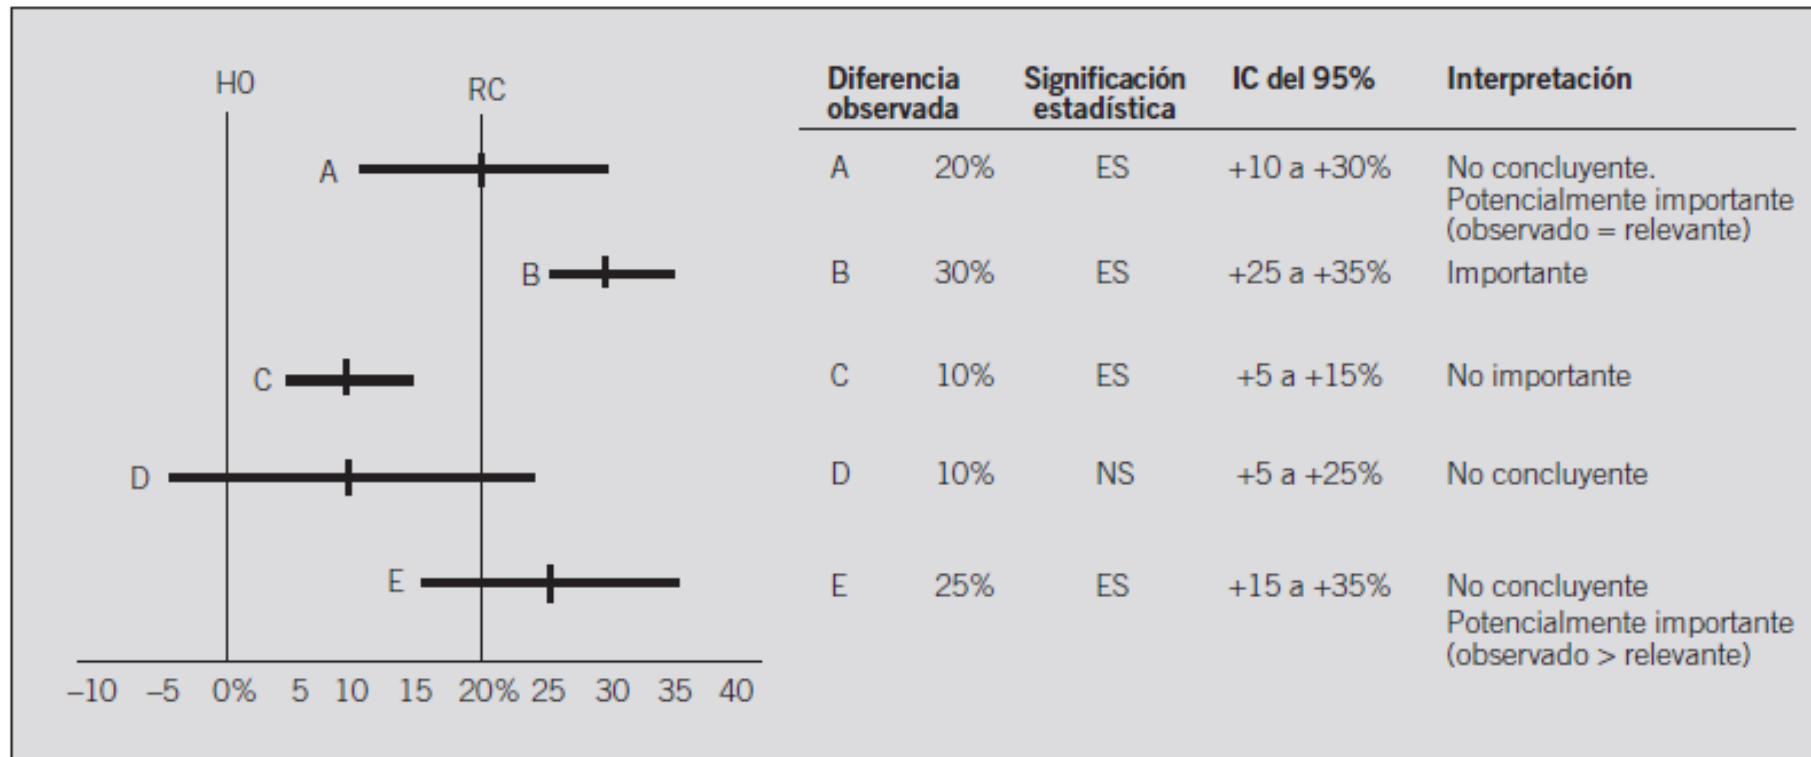 H0
RC
A
B
C
D
E
–10 –5 0% 5 10 15 20% 25 30 35 40
Diferencia observada Significación estadística IC del 95% Interpretación
A 20% ES +10 a +30% No concluyente.
Potencialmente importante
(observado = relevante)
B 30% ES +25 a +35% Importante
C 10% ES +5 a +15% No importante
D 10% NS +5 a +25% No concluyente
E 25% ES +15 a +35% No concluyente
Potencialmente importante
(observado > relevante)